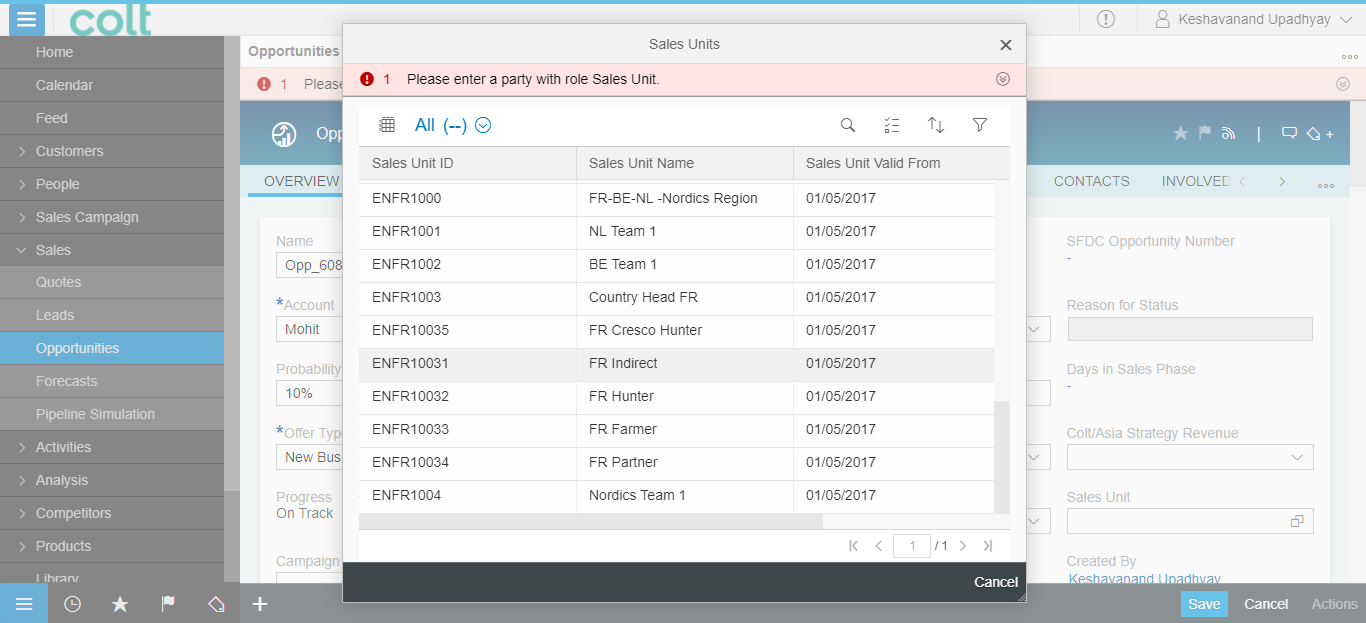 colt
Keshavanand Upadhyay
Home
Calendar
Feed
Customers
People
Sales Campaign
Sales
Quotes
Leads
Opportunities
Forecasts
Pipeline Simulation
Activities
Analysis
Competitors
Products
Library
Opportunities
1 Please
Opp
OVERVIEW
CONTACTS
INVOLVED
Name
Opp_608
*Account
Mohit
Probability
10%
*Offer Typ
New Bus
Progress
On Track
Campaign
Sales Units
1 Please enter a party with role Sales Unit.
All (--)
Sales Unit ID Sales Unit Name Sales Unit Valid From
ENFR1000 FR-BE-NL -Nordics Region 01/05/2017
ENFR1001 NL Team 1 01/05/2017
ENFR1002 BE Team 1 01/05/2017
ENFR1003 Country Head FR 01/05/2017
ENFR10035 FR Cresco Hunter 01/05/2017
ENFR10031 FR Indirect 01/05/2017
ENFR10032 FR Hunter 01/05/2017
ENFR10033 FR Farmer 01/05/2017
ENFR10034 FR Partner 01/05/2017
ENFR1004 Nordics Team 1 01/05/2017
1 / 1
Cancel
SFDC Opportunity Number
-
Reason for Status
Days in Sales Phase
-
Colt/Asia Strategy Revenue
Sales Unit
Created By
Keshavanand Upadhyay
Save Cancel Actions